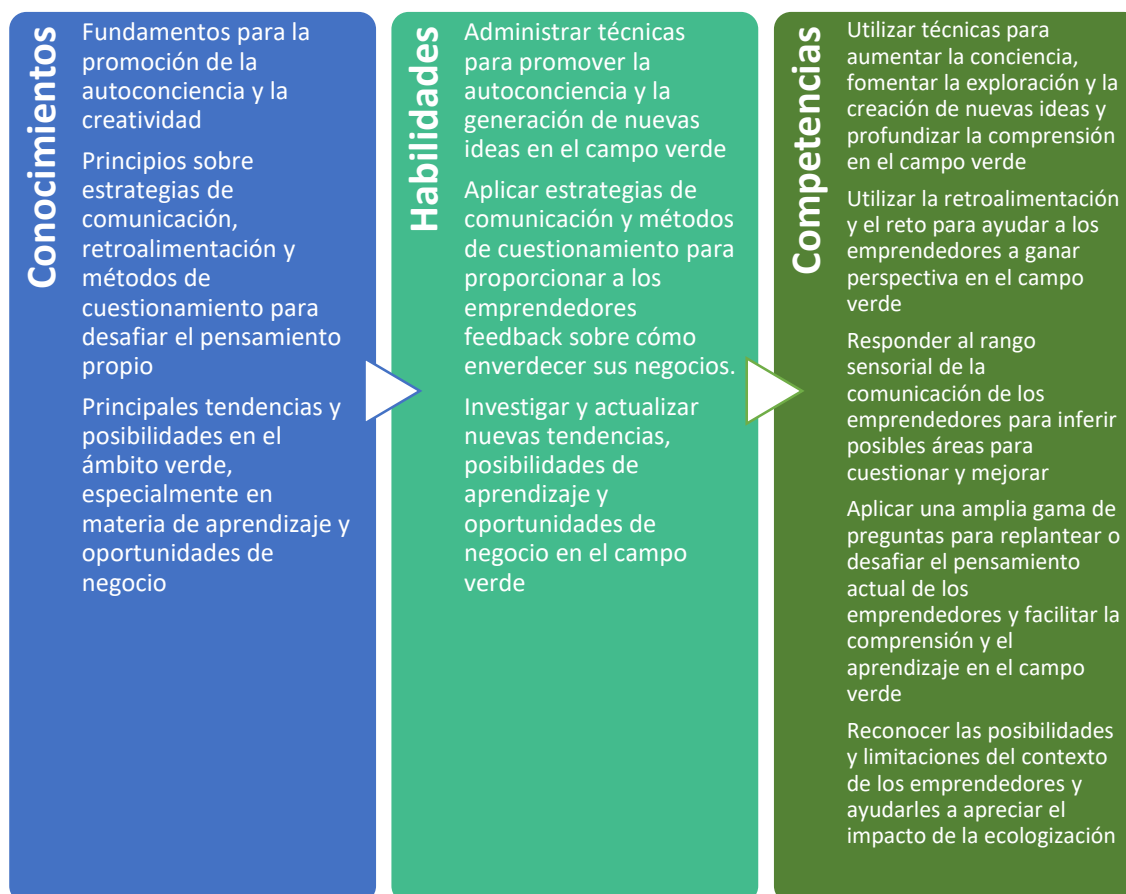 Conocimientos
Fundamentos para la
promoción de la
autoconciencia y la
creatividad
Principios sobre
estrategias de
comunicación,
retroalimentación y
métodos de
cuestionamiento para
desafiar el pensamiento
propio
Principales tendencias y
posibilidades en el
ámbito verde,
especialmente en
materia de aprendizaje y
oportunidades de
negocio
Habilidades
Administrar técnicas
para promover la
autoconciencia y la
generación de nuevas
ideas en el campo verde
Aplicar estrategias de
comunicación y métodos
de cuestionamiento para
proporcionar a los
emprendedores
feedback sobre cómo
enverdecer sus negocios.
Investigar y actualizar
nuevas tendencias,
posibilidades de
aprendizaje y
oportunidades de
negocio en el campo
verde
Competencias
Utilizar técnicas para
aumentar la conciencia,
fomentar la exploración y la
creación de nuevas ideas y
profundizar la comprensión
en el campo verde
Utilizar la retroalimentación
y el reto para ayudar a los
emprendedores a ganar
perspectiva en el campo
verde
Responder al rango
sensorial de la
comunicación de los
emprendedores para inferir
posibles áreas para
cuestionar y mejorar
Aplicar una amplia gama de
preguntas para replantear o
desafiar el pensamiento
actual de los
emprendedores y facilitar la
comprensión y el
aprendizaje en el campo
verde
Reconocer las posibilidades
y limitaciones del contexto
de los emprendedores y
ayudarles a apreciar el
impacto de la ecologización